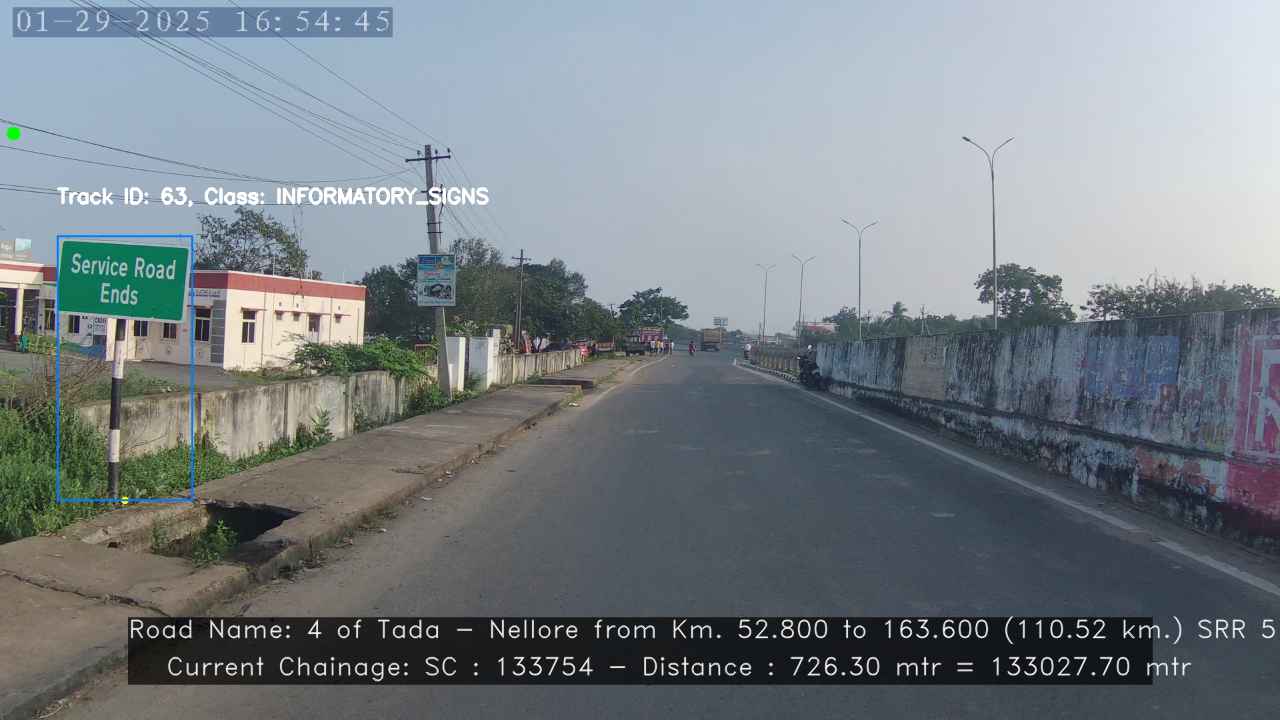 01-29-2025 16:54:45
Track ID: 63, Class: INFORMATORY_SIGNS
Service Road
Ends
Road Name: 4 of Tada - Nellore from Km. 52.800 to 163.600 (110.52 km.) SRR 5
Current Chainage: SC : 133754 - Distance : 726.30 mtr = 133027.70 mtr